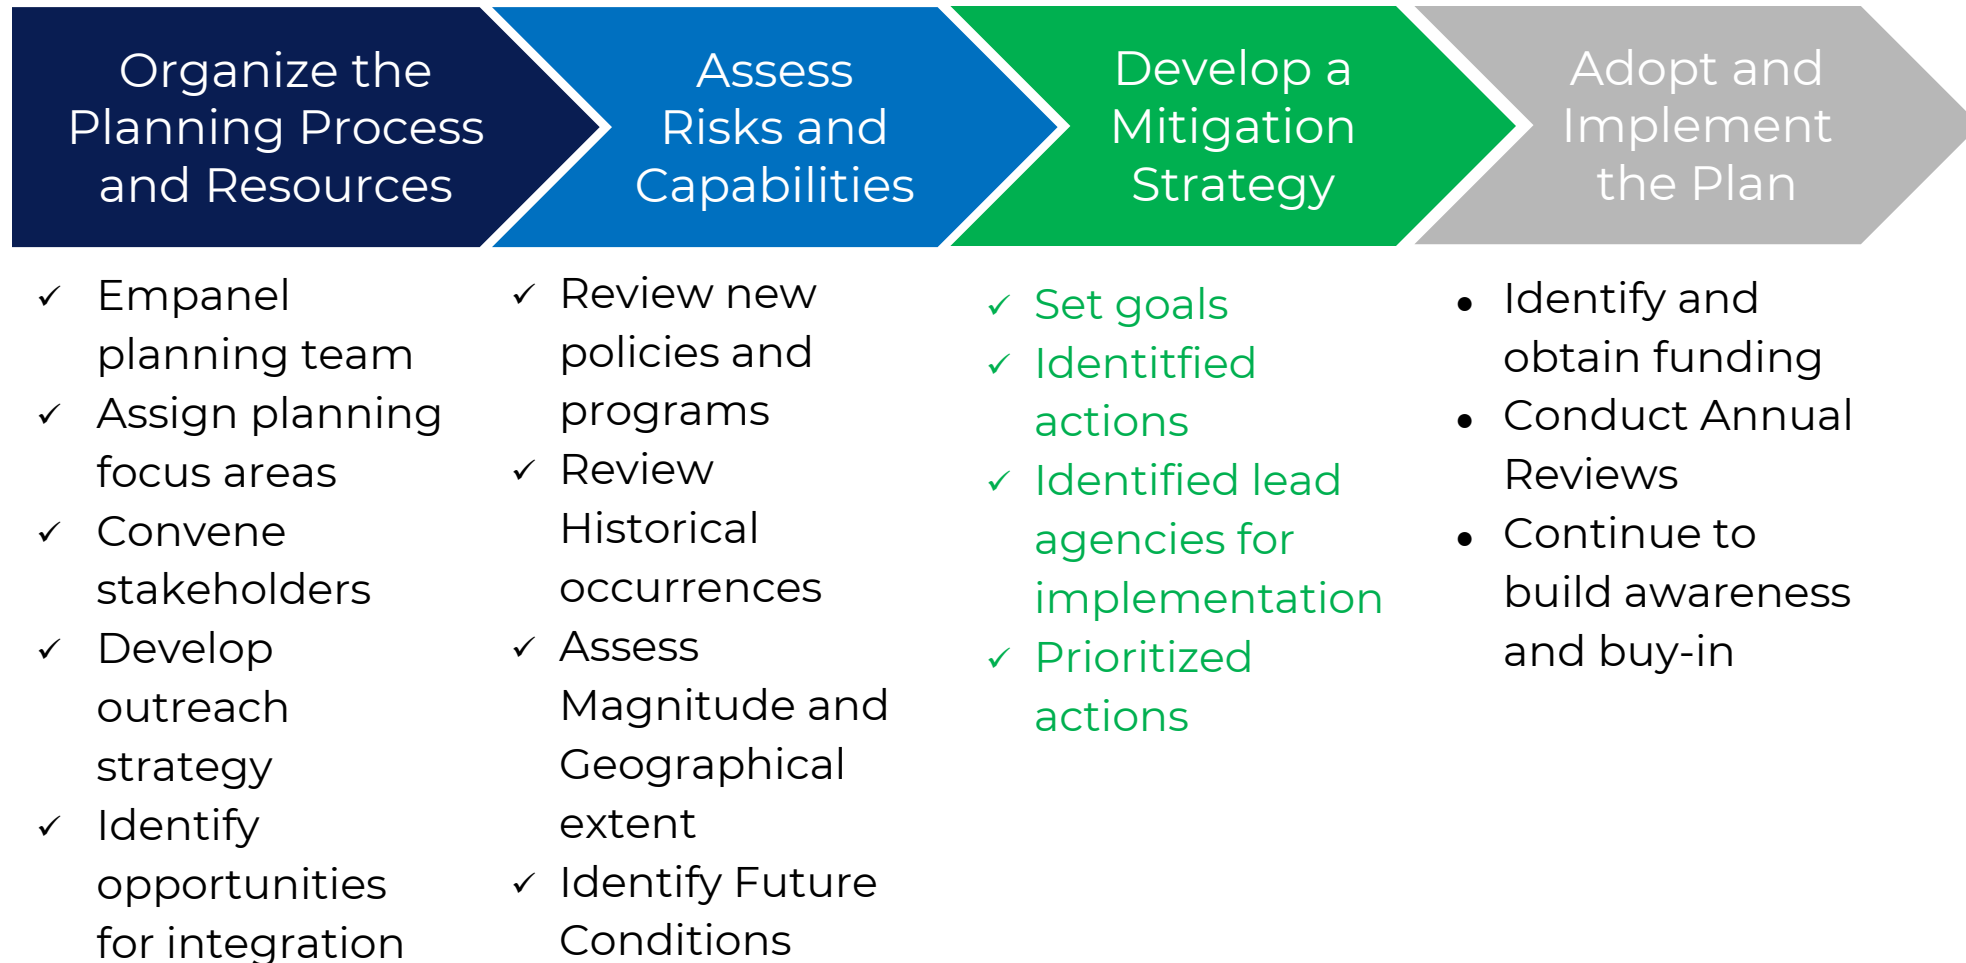 Organize the
Planning Process
and Resources
Assess
Risks and
Capabilities
Develop a
Mitigation
Strategy
Adopt and
Implement
the Plan
✓ Empanel
planning team
✓ Assign planning
focus areas
✓ Convene
stakeholders
✓ Develop
outreach
strategy
✓ Identify
opportunities
for integration
✓ Review new
policies and
programs
✓ Review
Historical
occurrences
✓ Assess
Magnitude and
Geographical
extent
✓ Identify Future
Conditions
✓ Set goals
✓ Identitfied
actions
✓ Identified lead
agencies for
implementation
✓ Prioritized
actions
• Identify and
obtain funding
• Conduct Annual
Reviews
• Continue to
build awareness
and buy-in